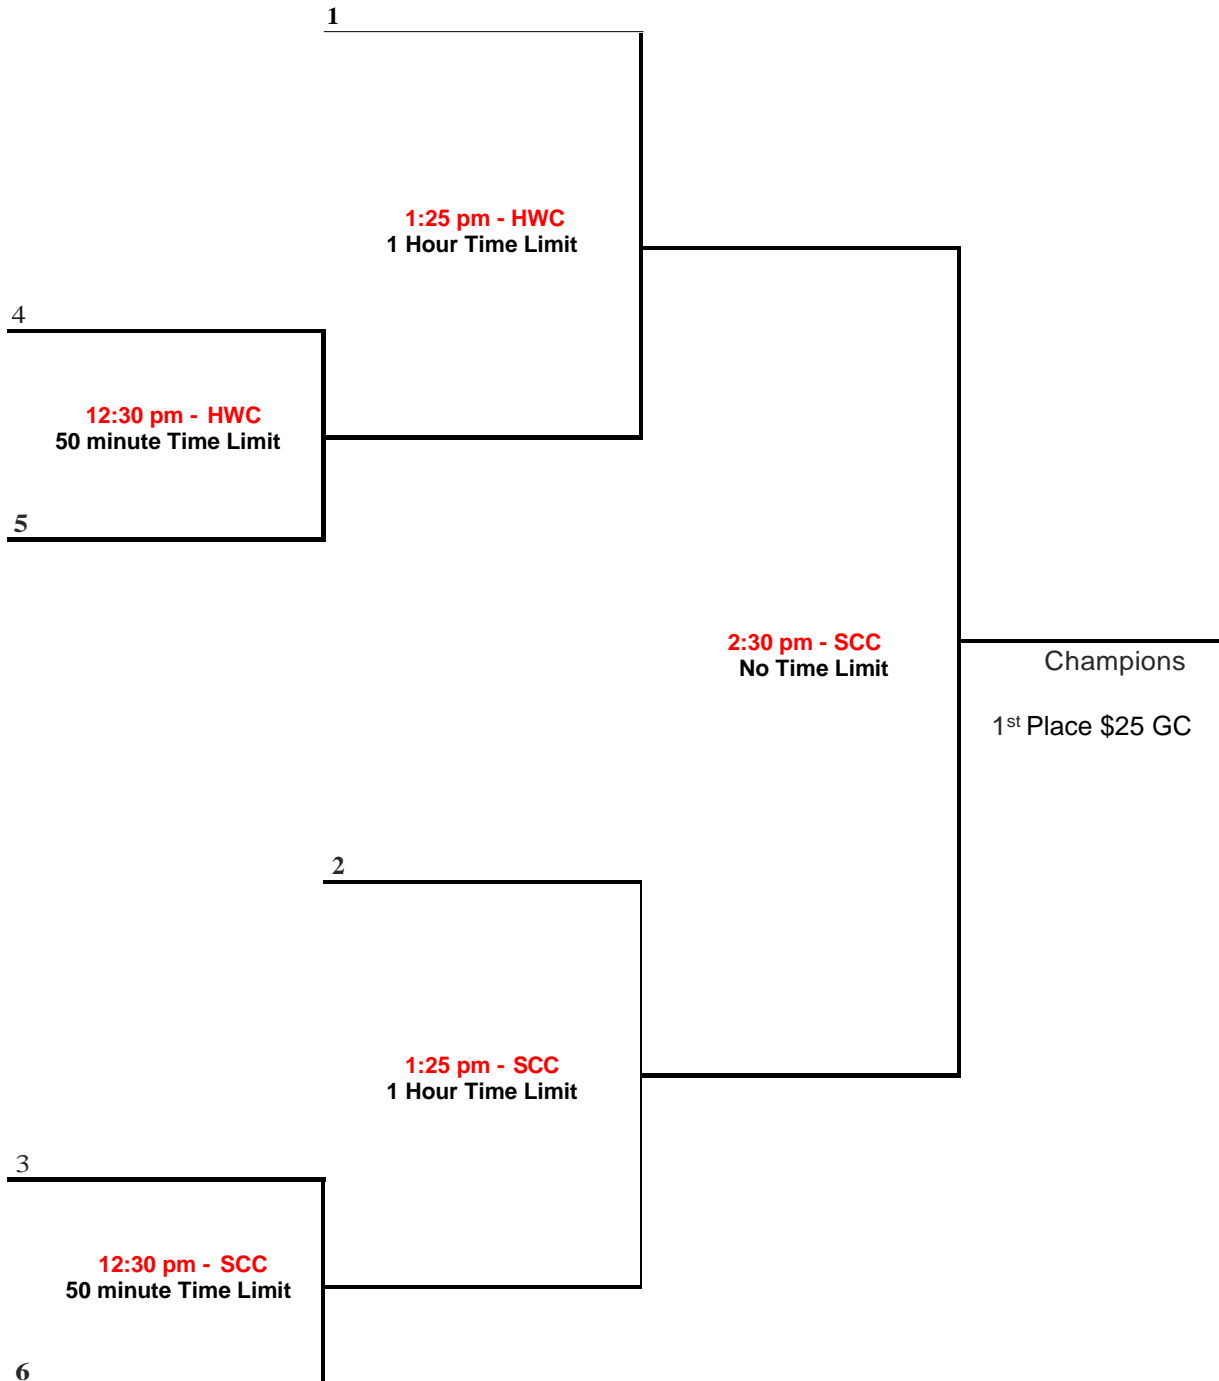 1
1:25 pm - HWC
1 Hour Time Limit
4
12:30 pm - HWC
50 minute Time Limit
5
2:30 pm - SCC
No Time Limit
Champions
1st Place $25 GC
2
1:25 pm - SCC
1 Hour Time Limit
3
12:30 pm - SCC
50 minute Time Limit
6